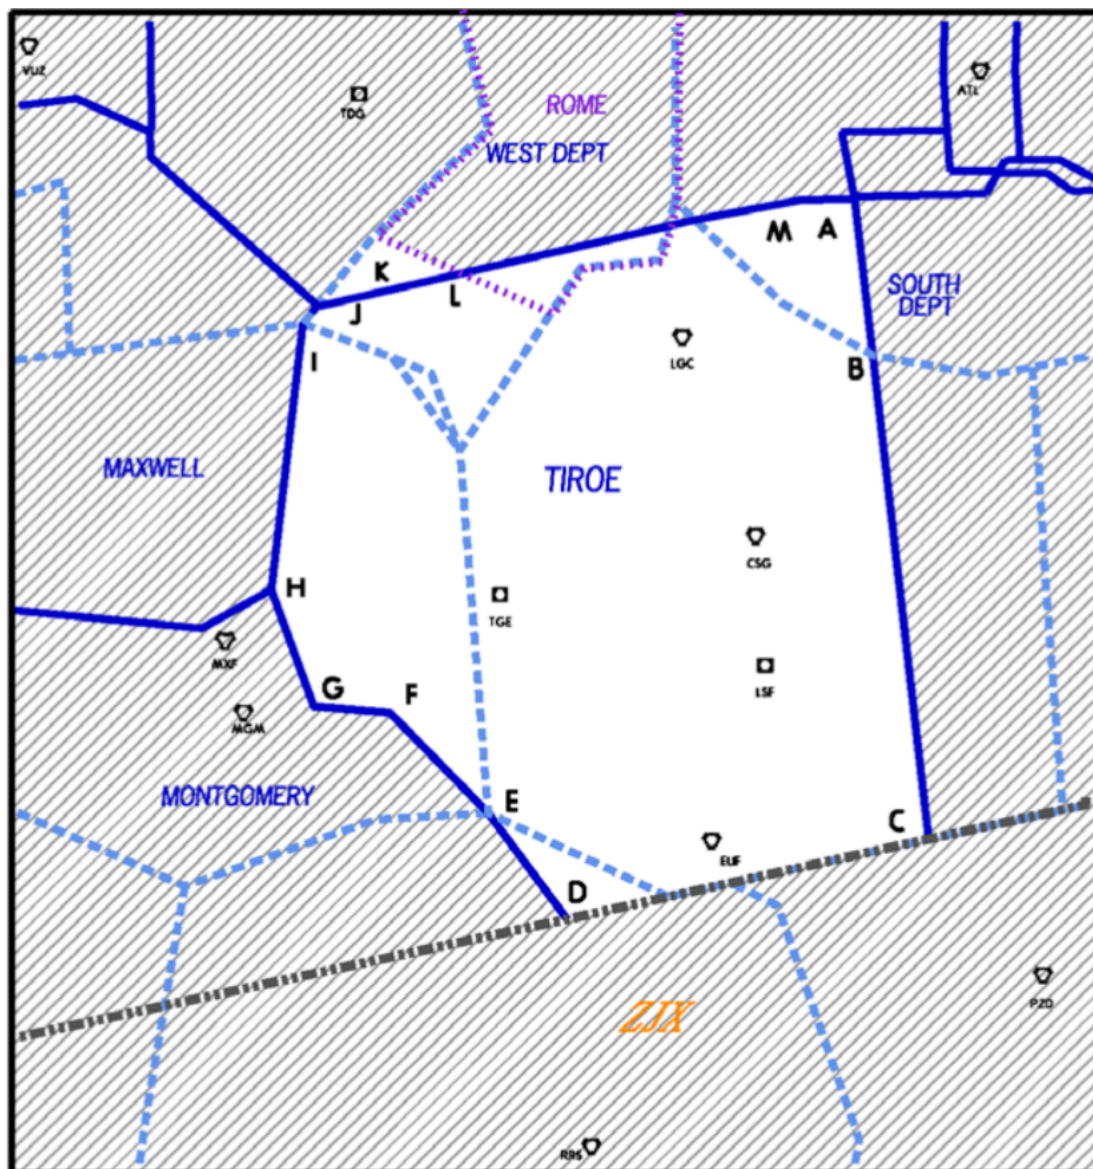 VUZ
TDG
ROME
ATL
WEST DEPT
M
A
K
L
J
SOUTH
DEPT
I
LGC
B
MAXWELL
TIROE
CSG
H
TGE
MXF
LSF
G
F
MGM
MONTGOMERY
E
C
EUF
D
ZJX
PZD
RRS